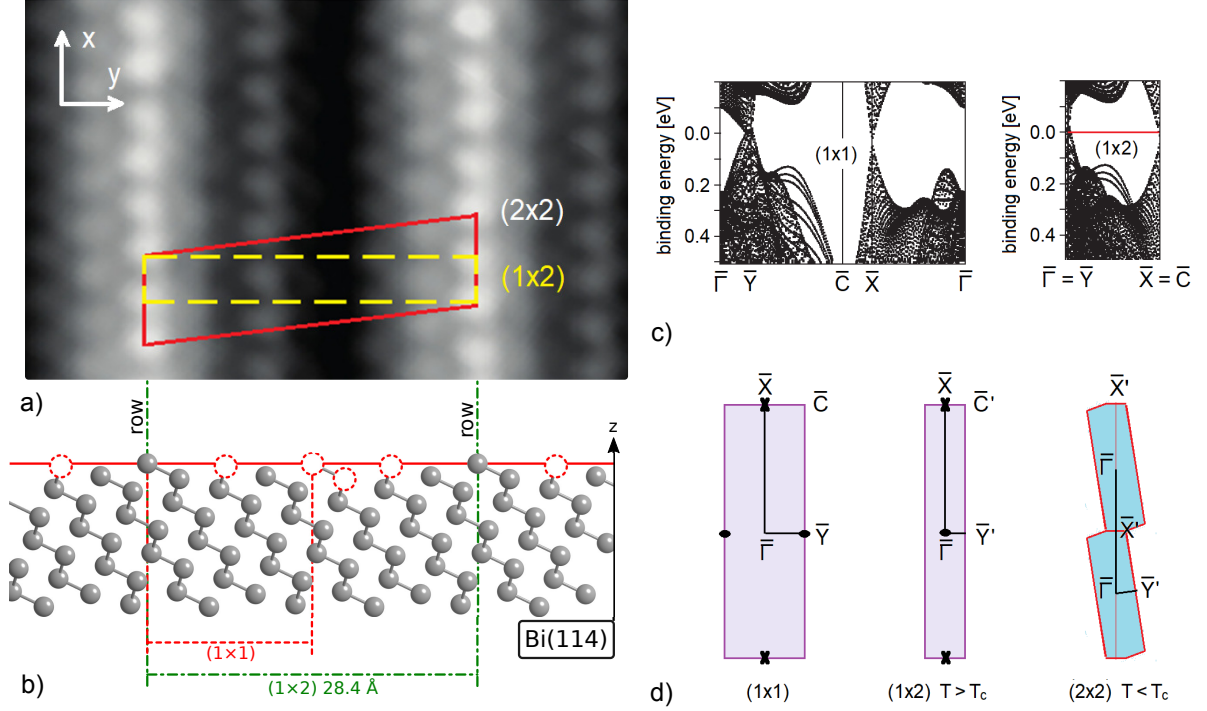 x
y
(2x2)
(1x2)
a)
row
row
z
(1×1)
(1×2) 28.4 Å
Bi(114)
b)
binding energy [eV]
0.0
0.2
0.4
(1x1)
Γ̅
Y̅
C̅
X̅
Γ̅
binding energy [eV]
0.0
0.2
0.4
(1x2)
Γ̅ = Y̅
X̅ = C̅
c)
X̅
C̅
Γ̅
Y̅
(1x1)
X̅
C̅'
Γ̅
Y̅'
(1x2) T > Tc
X̅'
Γ̅
X̅'
Γ̅
Y̅'
(2x2) T < Tc
d)